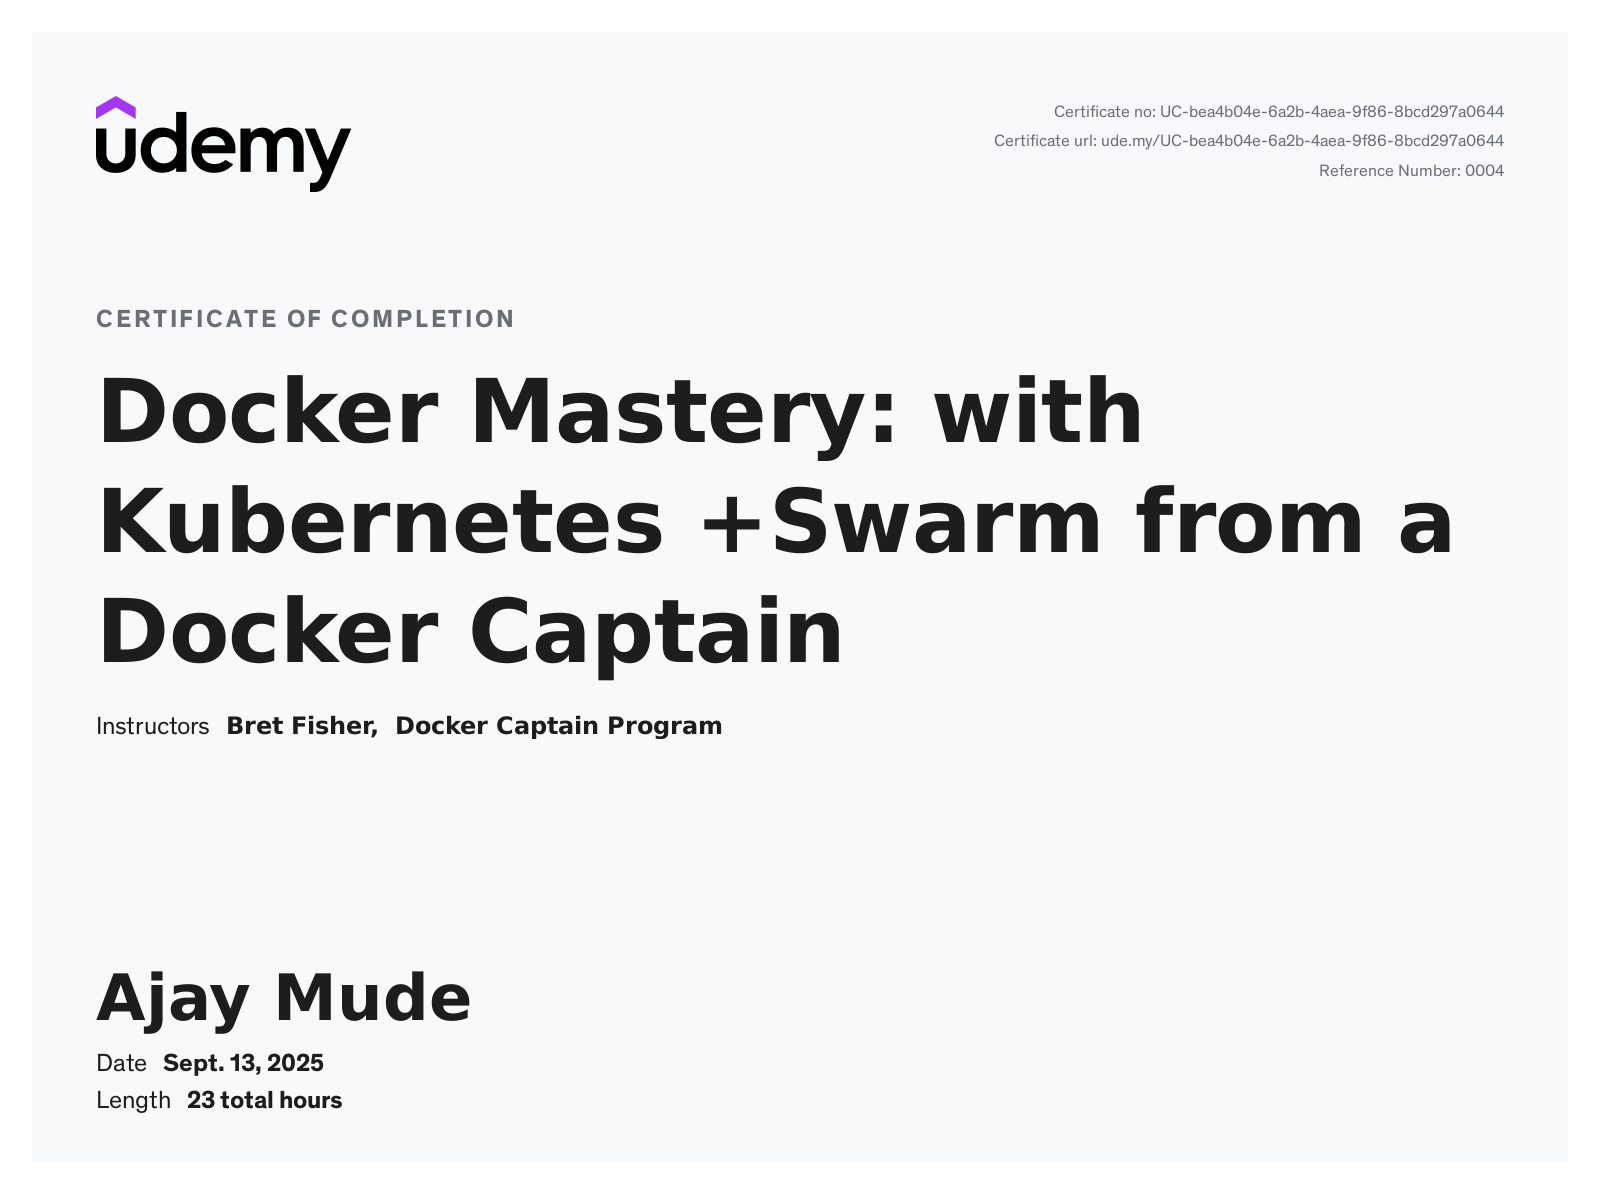 udemy
Certificate no: UC-bea4b04e-6a2b-4aea-9f86-8bcd297a0644
Certificate url: ude.my/UC-bea4b04e-6a2b-4aea-9f86-8bcd297a0644
Reference Number: 0004
CERTIFICATE OF COMPLETION
Docker Mastery: with
Kubernetes +Swarm from a
Docker Captain
Instructors Bret Fisher, Docker Captain Program
Ajay Mude
Date Sept. 13, 2025
Length 23 total hours